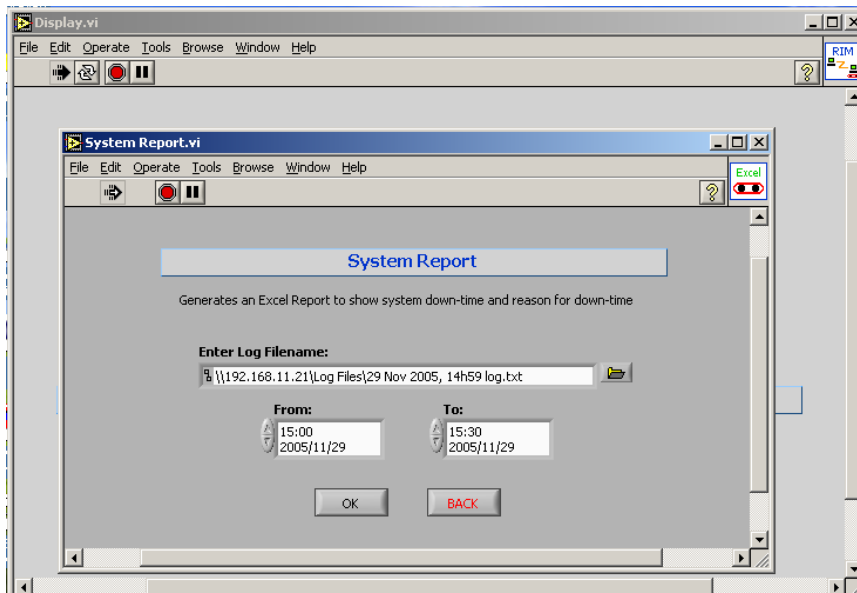 Display.vi
File Edit Operate Tools Browse Window Help
RIM
System Report.vi
File Edit Operate Tools Browse Window Help
Excel
System Report
Generates an Excel Report to show system down-time and reason for down-time
Enter Log Filename:
\\192.168.11.21\Log Files\29 Nov 2005, 14h59 log.txt
From: To:
15:00 15:30
2005/11/29 2005/11/29
OK BACK